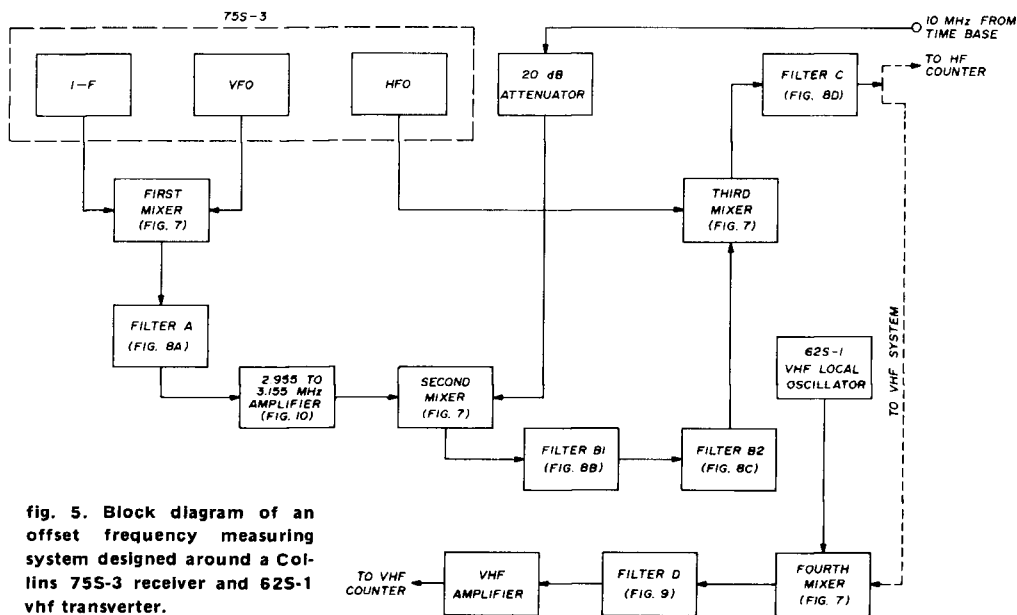 75S-3
I-F
VFO
HFO
20 dB
ATTENUATOR
10 MHz FROM
TIME BASE
FILTER C
(FIG. 8D)
TO HF
COUNTER
FIRST
MIXER
(FIG. 7)
THIRD
MIXER
(FIG. 7)
FILTER A
(FIG. 8A)
2.955 TO
3.155 MHz
AMPLIFIER
(FIG. 10)
SECOND
MIXER
(FIG. 7)
62S-1
VHF LOCAL
OSCILLATOR
TO VHF SYSTEM
FILTER B1
(FIG. 8B)
FILTER B2
(FIG. 8C)
fig. 5. Block diagram of an
offset frequency measuring
system designed around a Col-
lins 75S-3 receiver and 62S-1
vhf transverter.
TO VHF
COUNTER
VHF
AMPLIFIER
FILTER D
(FIG. 9)
FOURTH
MIXER
(FIG. 7)